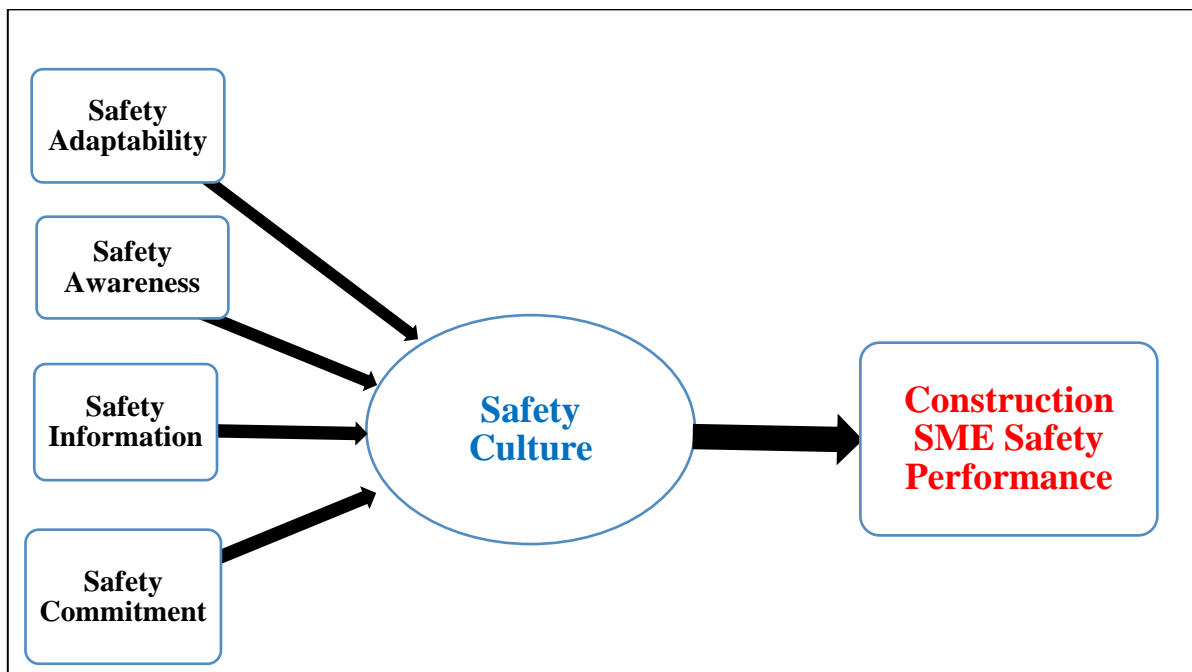 Safety
Adaptability
Safety
Awareness
Safety
Information
Safety
Commitment
Safety
Culture
Construction
SME Safety
Performance